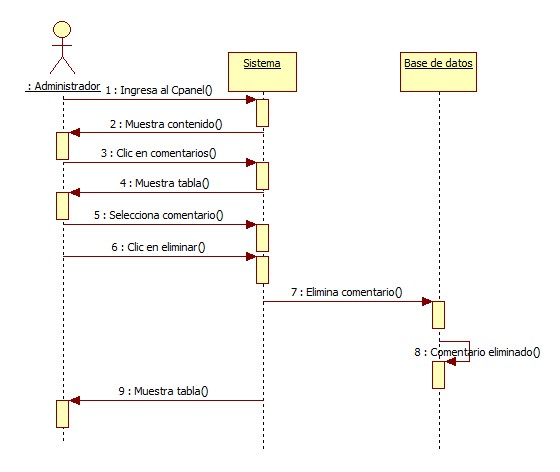 Sistema
Base de datos
: Administrador
1 : Ingresa al Cpanel()
2 : Muestra contenido()
3 : Clic en comentarios()
4 : Muestra tabla()
5 : Selecciona comentario()
6 : Clic en eliminar()
7 : Elimina comentario()
8 : Comentario eliminado()
9 : Muestra tabla()